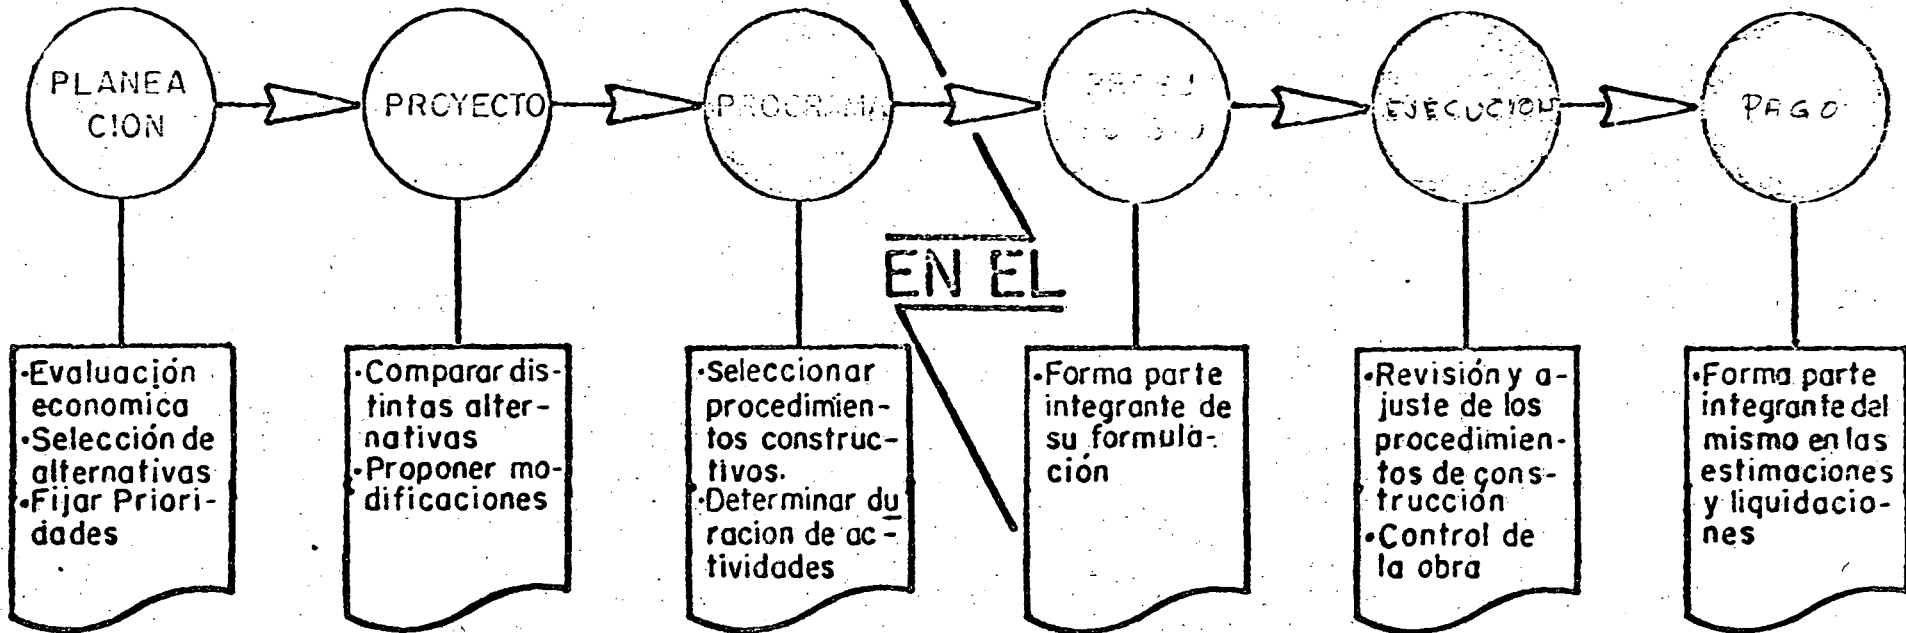 PLANEA
CION
PROYECTO
PROGRAMA
EJECUCION
PAGO
EN EL
•Evaluación
economica
•Selección de
alternativas
•Fijar Priori-
dades
•Comparar dis-
tintas alter-
nativas
•Proponer mo-
dificaciones
•Seleccionar
procedimien-
tos construc-
tivos.
•Determinar du
racion de ac-
tividades
•Forma parte
integrante de
su formula-
ción
•Revisión y a-
juste de los
procedimien-
tos de cons-
trucción
•Control de
la obra
•Forma parte
integrante del
mismo en las
estimaciones
y liquidacio-
nes